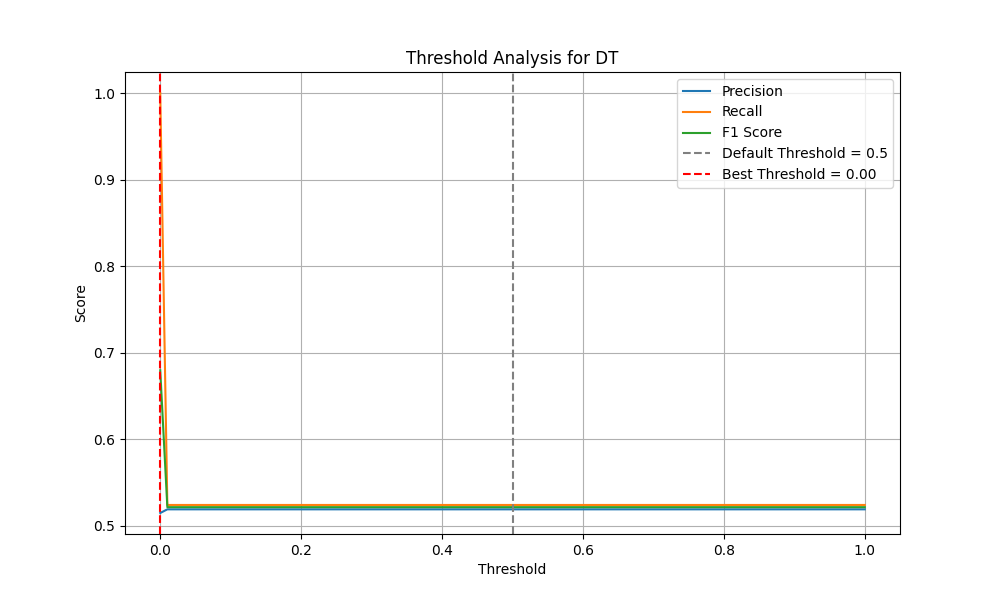 Threshold Analysis for DT
Precision
Recall
F1 Score
Default Threshold = 0.5
Best Threshold = 0.00
Score
1.0
0.9
0.8
0.7
0.6
0.5
0.0 0.2 0.4 0.6 0.8 1.0
Threshold